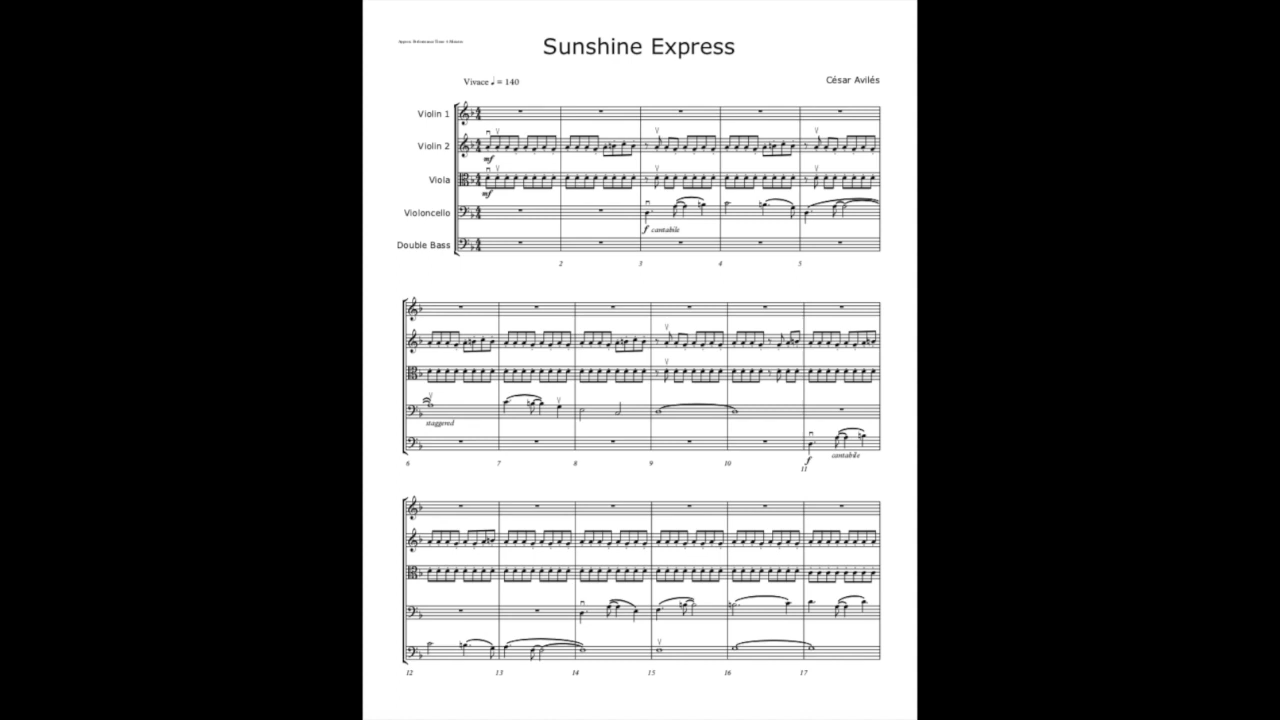 Sunshine Express
Vivace ♩ = 140
César Avilés
Violin 1
Violin 2
mf
Viola
mf
Violoncello
f cantabile
Double Bass
2 3 4 5
staggered
f cantabile
6 7 8 9 10 11
12 13 14 15 16 17